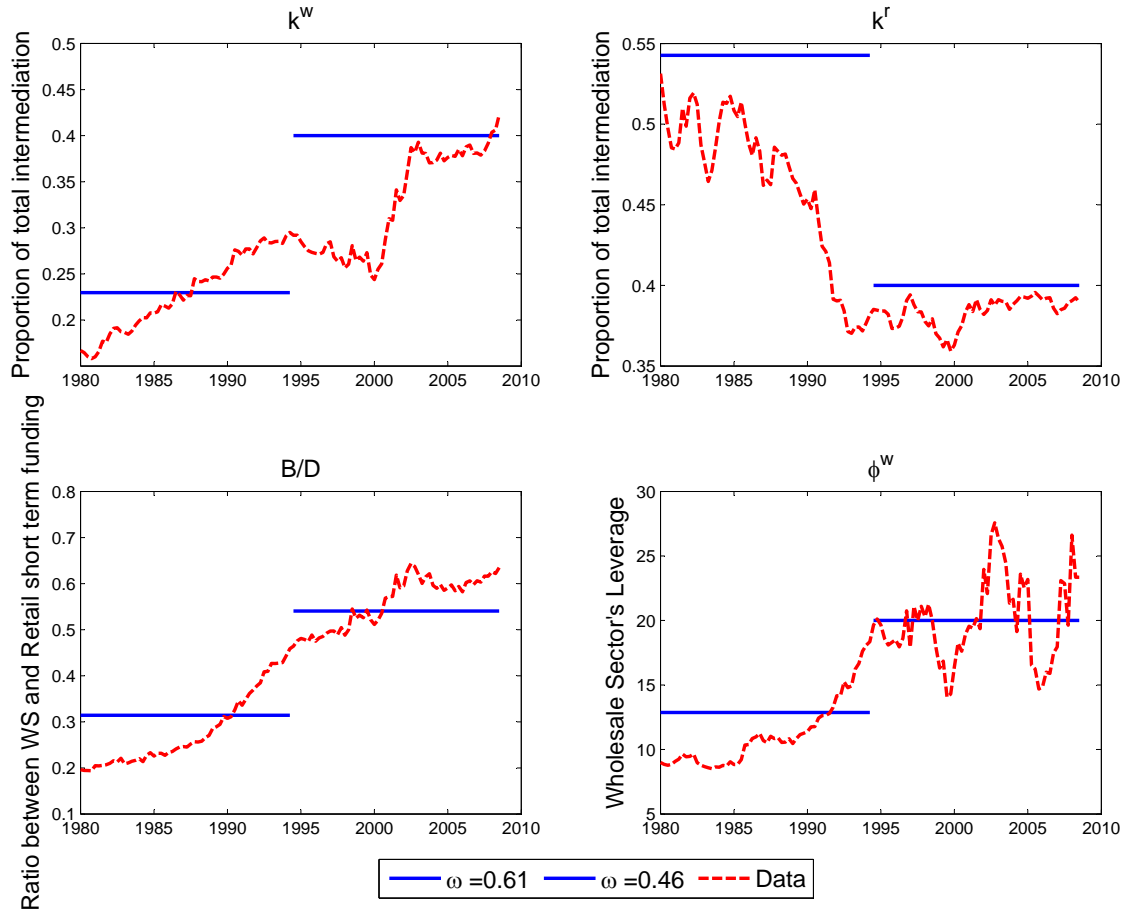 k^w
Proportion of total intermediation
0.5
0.45
0.4
0.35
0.3
0.25
0.2
1980 1985 1990 1995 2000 2005 2010
k^r
Proportion of total intermediation
0.55
0.5
0.45
0.4
0.35
1980 1985 1990 1995 2000 2005 2010
B/D
Ratio between WS and Retail short term funding
0.8
0.7
0.6
0.5
0.4
0.3
0.2
0.1
1980 1985 1990 1995 2000 2005 2010
ϕ^w
Wholesale Sector's Leverage
30
25
20
15
10
5
1980 1985 1990 1995 2000 2005 2010
ω =0.61 ω =0.46 Data